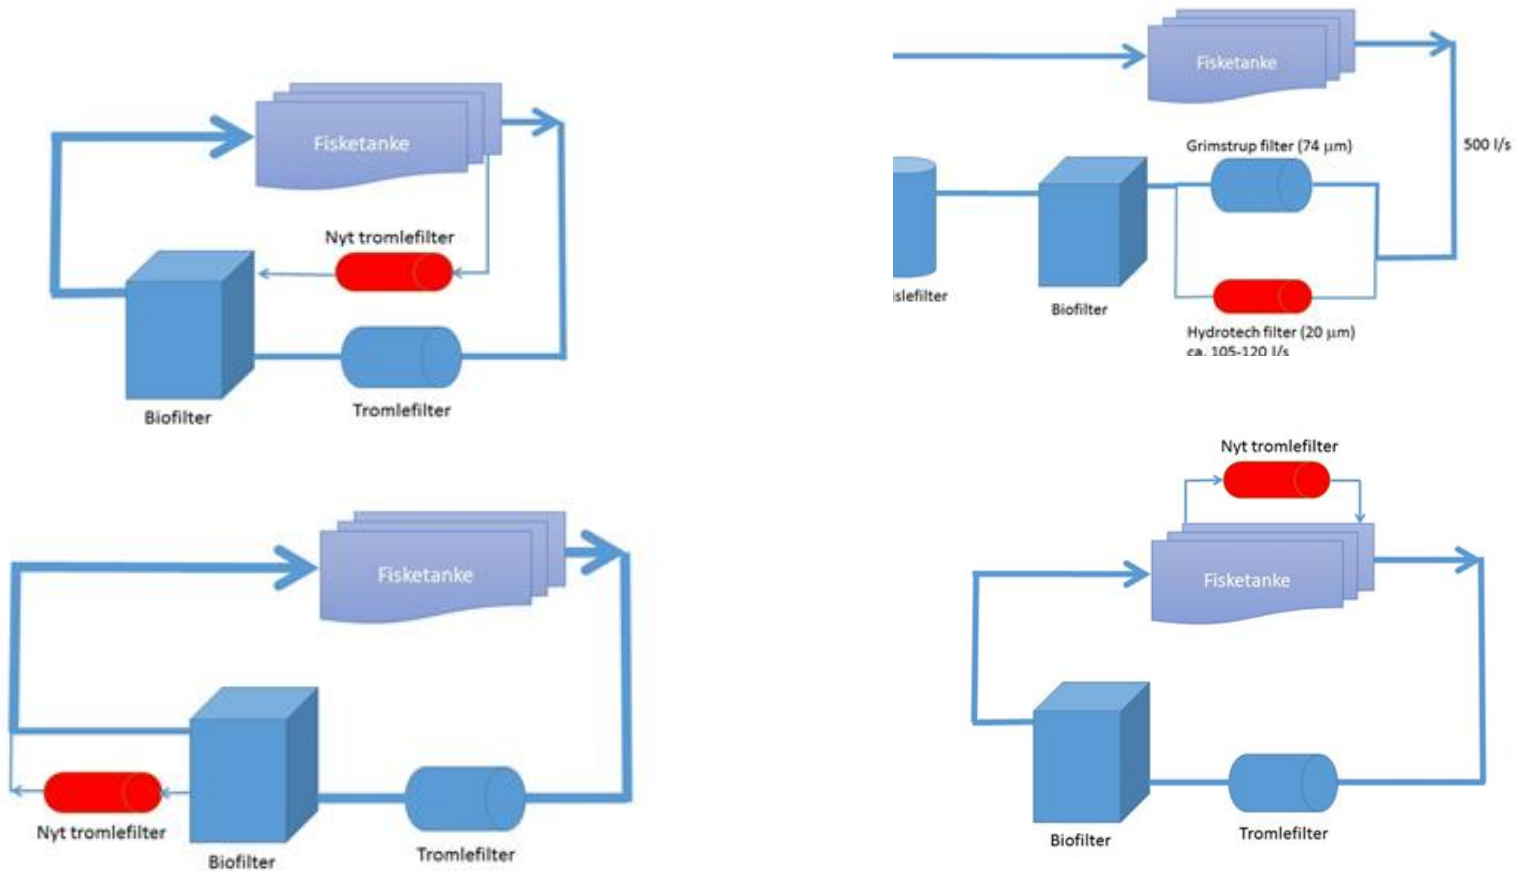 Fisketanke
Nyt tromlefilter
Biofilter
Tromlefilter
Fisketanke
500 l/s
Grimstrup filter (74 µm)
islefilter
Biofilter
Hydrotech filter (20 µm)
ca. 105-120 l/s
Fisketanke
Nyt tromlefilter
Biofilter
Tromlefilter
Nyt tromlefilter
Fisketanke
Biofilter
Tromlefilter